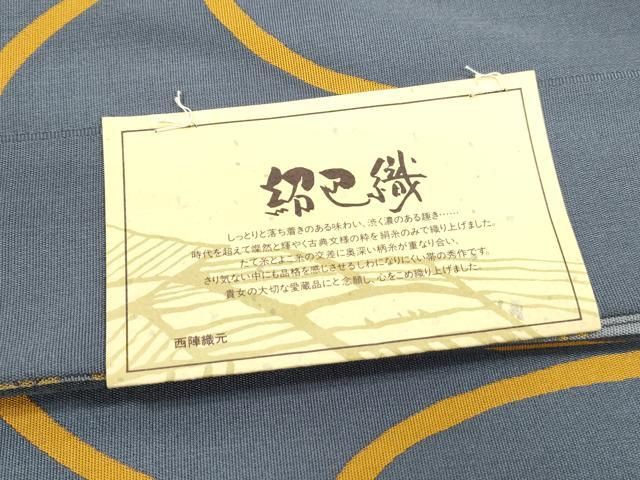 紹巴織
しっとりと落ち着きのある味わい、渋く濃のある趣き……
時代を超えて燦然と輝やく古典文様の粋を絹糸のみで織り上げました。
たて糸とよこ糸の交差に奥深い柄糸が重なり合い、
さり気ない中にも品格を感じさせるしわになりにくい帯の秀作です。
貴女の大切な愛蔵品にと念願し、心をこめ織り上げました。
西陣織元